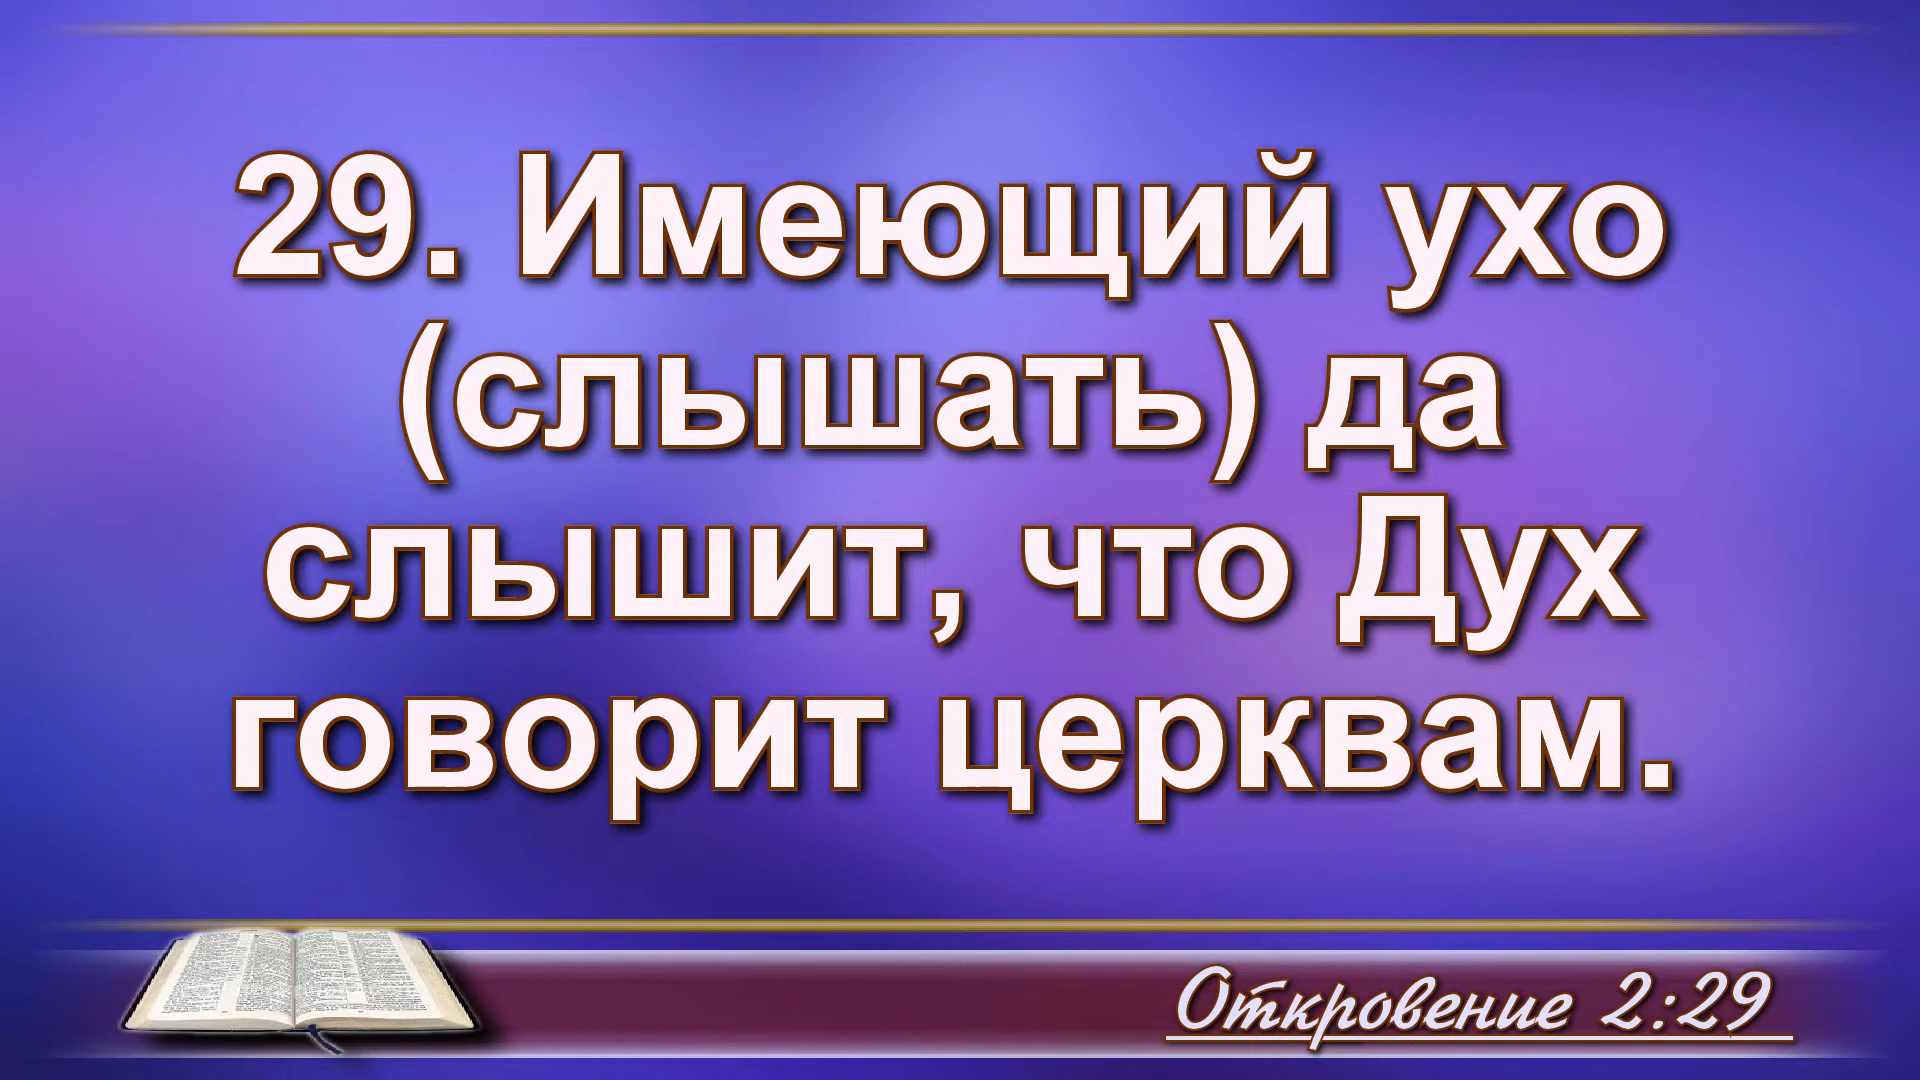 29. Имеющий ухо
(слышать) да
слышит, что Дух
говорит церквам.
Откровение 2:29